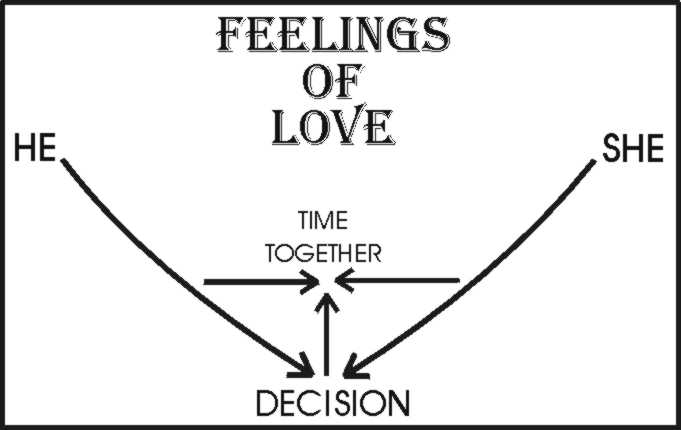 FEELINGS
OF
LOVE
HE
SHE
TIME
TOGETHER
DECISION